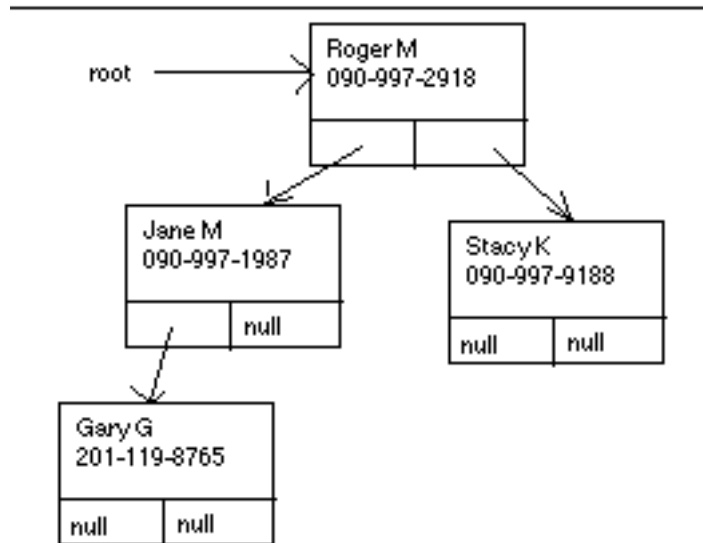 root
Roger M
090-997-2918
Jane M
090-997-1987
null
Stacy K
090-997-9188
null null
Gary G
201-119-8765
null null